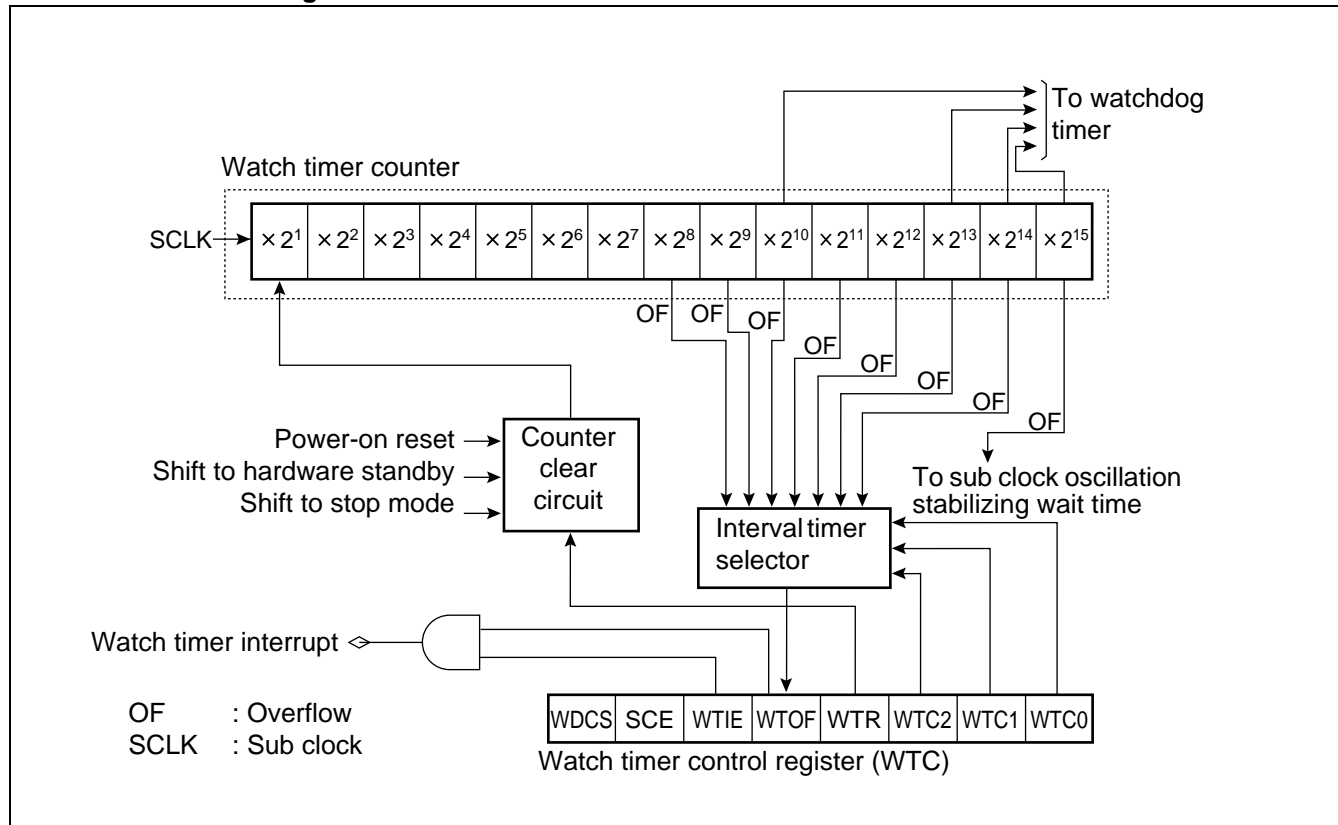 To watchdog
timer
Watch timer counter
SCLK
×2¹ ×2² ×2³ ×2⁴ ×2⁵ ×2⁶ ×2⁷ ×2⁸ ×2⁹ ×2¹⁰ ×2¹¹ ×2¹² ×2¹³ ×2¹⁴ ×2¹⁵
OF OF OF
OF
OF
OF
OF
OF
Power-on reset
Shift to hardware standby
Shift to stop mode
Counter
clear
circuit
To sub clock oscillation
stabilizing wait time
Interval timer
selector
Watch timer interrupt
WDCS SCE WTIE WTOF WTR WTC2 WTC1 WTC0
Watch timer control register (WTC)
OF : Overflow
SCLK : Sub clock